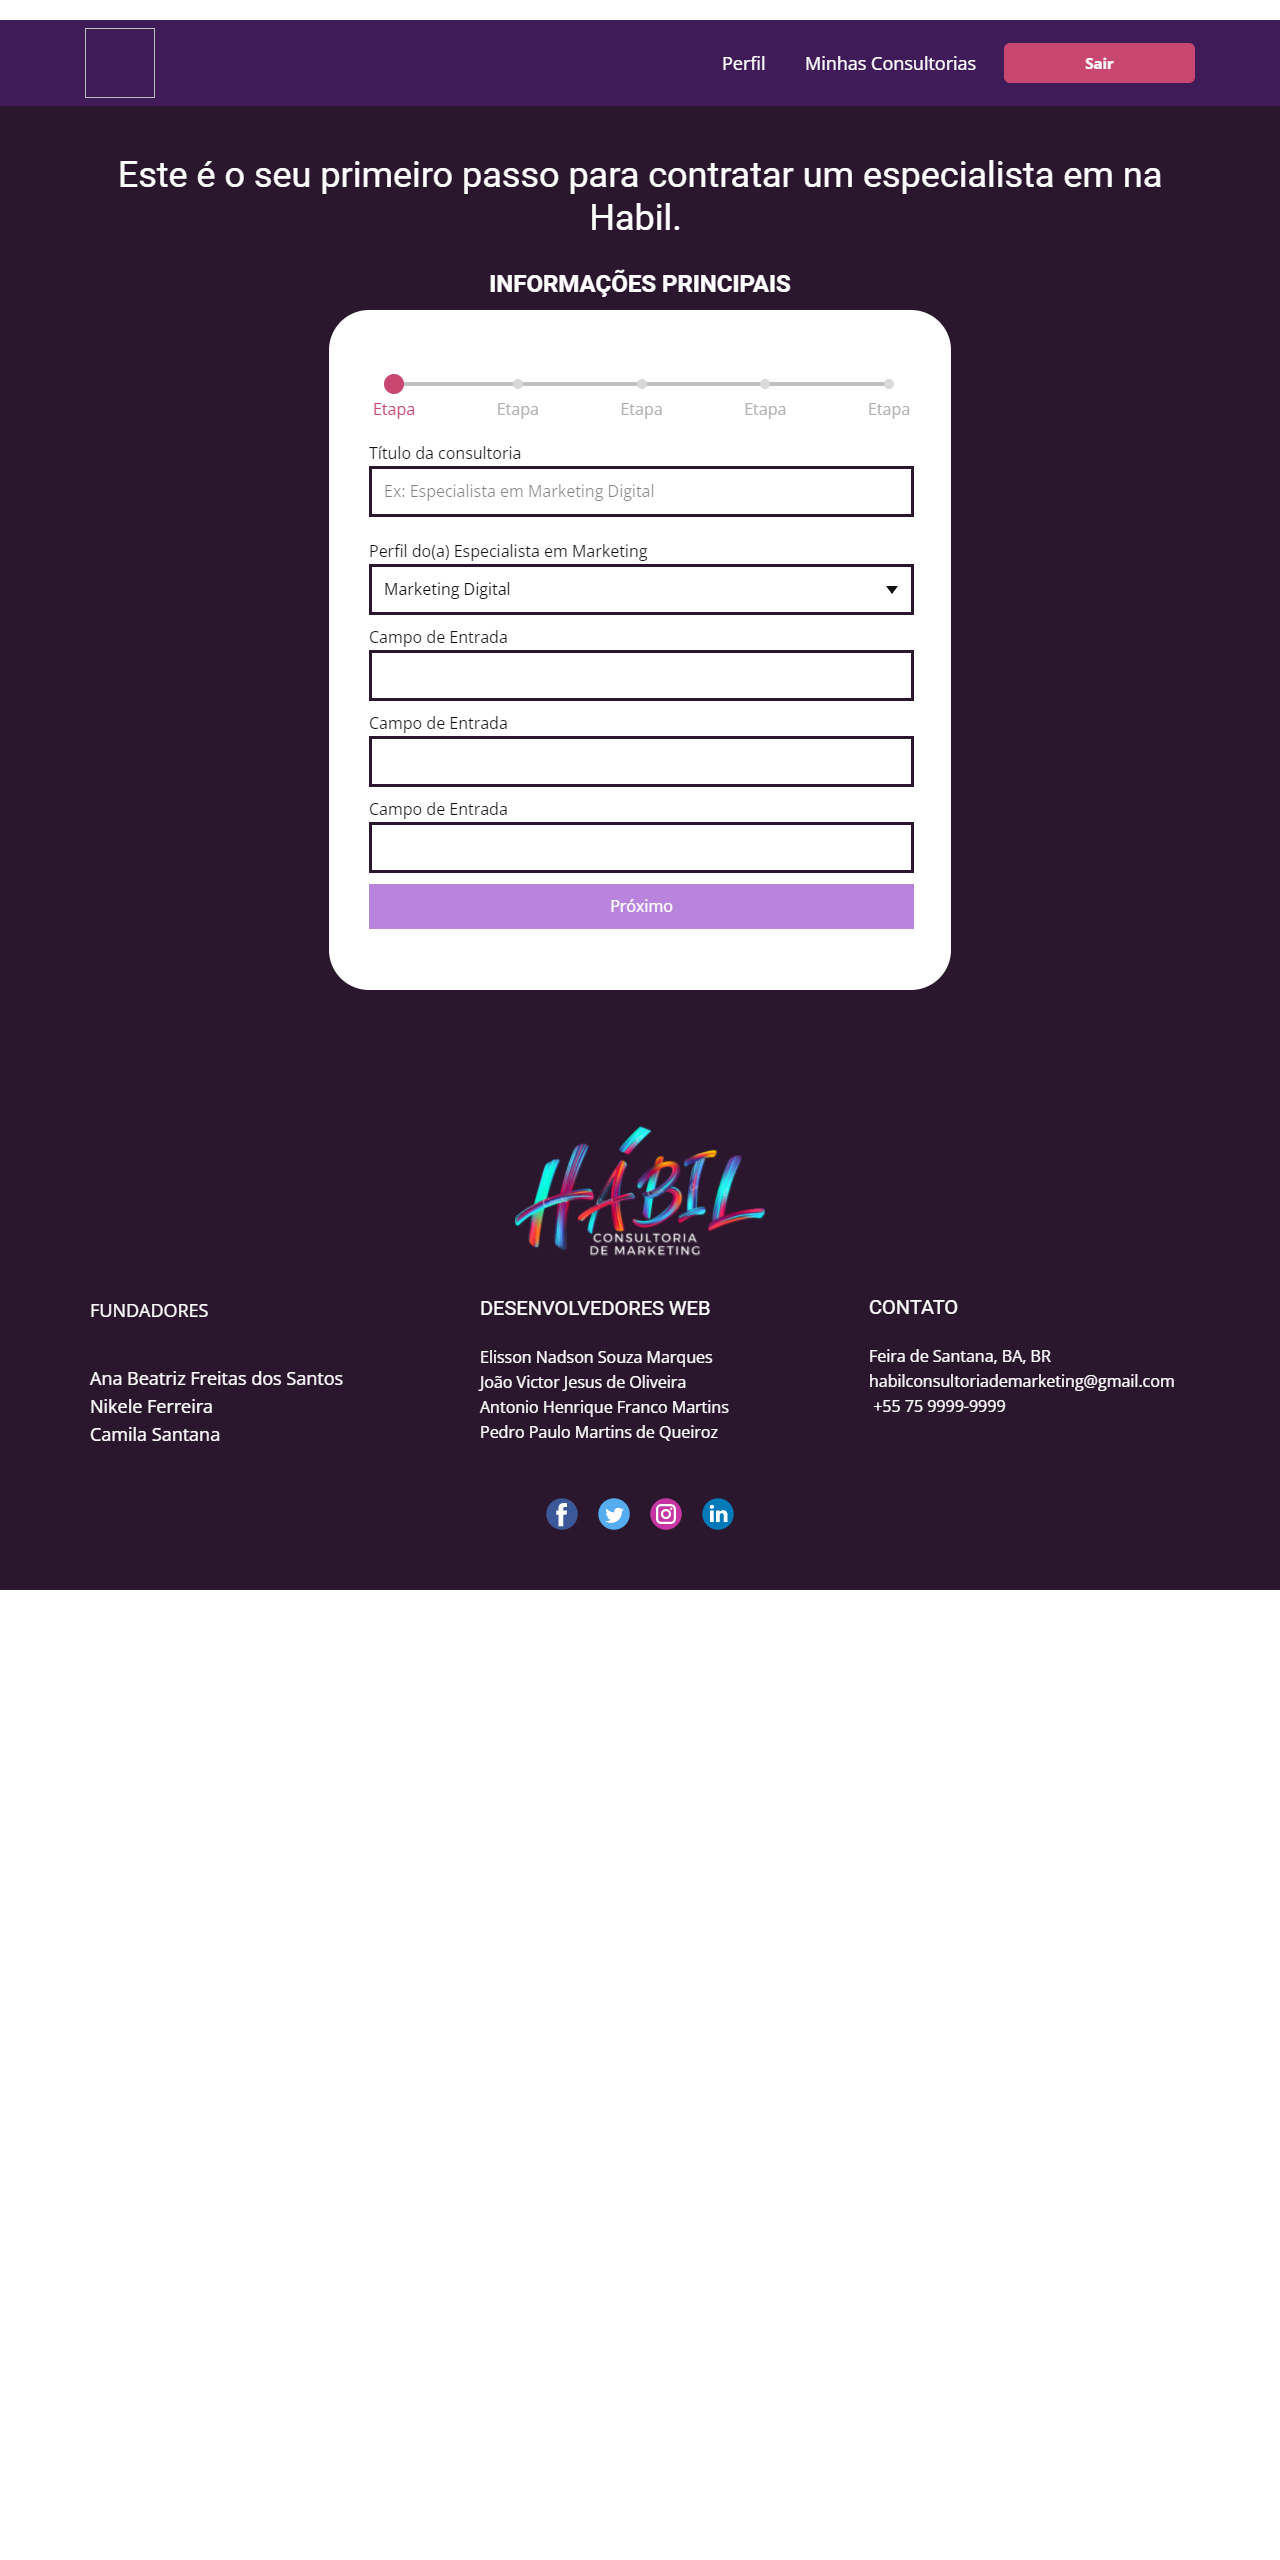 Perfil
Minhas Consultorias
Sair
Este é o seu primeiro passo para contratar um especialista em na
Habil.
INFORMAÇÕES PRINCIPAIS
Etapa
Etapa
Etapa
Etapa
Etapa
Título da consultoria
Ex: Especialista em Marketing Digital
Perfil do(a) Especialista em Marketing
Marketing Digital
Campo de Entrada
Campo de Entrada
Campo de Entrada
Próximo
HÁBIL
CONSULTORIA
DE MARKETING
FUNDADORES
Ana Beatriz Freitas dos Santos
Nikele Ferreira
Camila Santana
DESENVOLVEDORES WEB
Elisson Nadson Souza Marques
João Victor Jesus de Oliveira
Antonio Henrique Franco Martins
Pedro Paulo Martins de Queiroz
CONTATO
Feira de Santana, BA, BR
habilconsultoriademarketing@gmail.com
+55 75 9999-9999